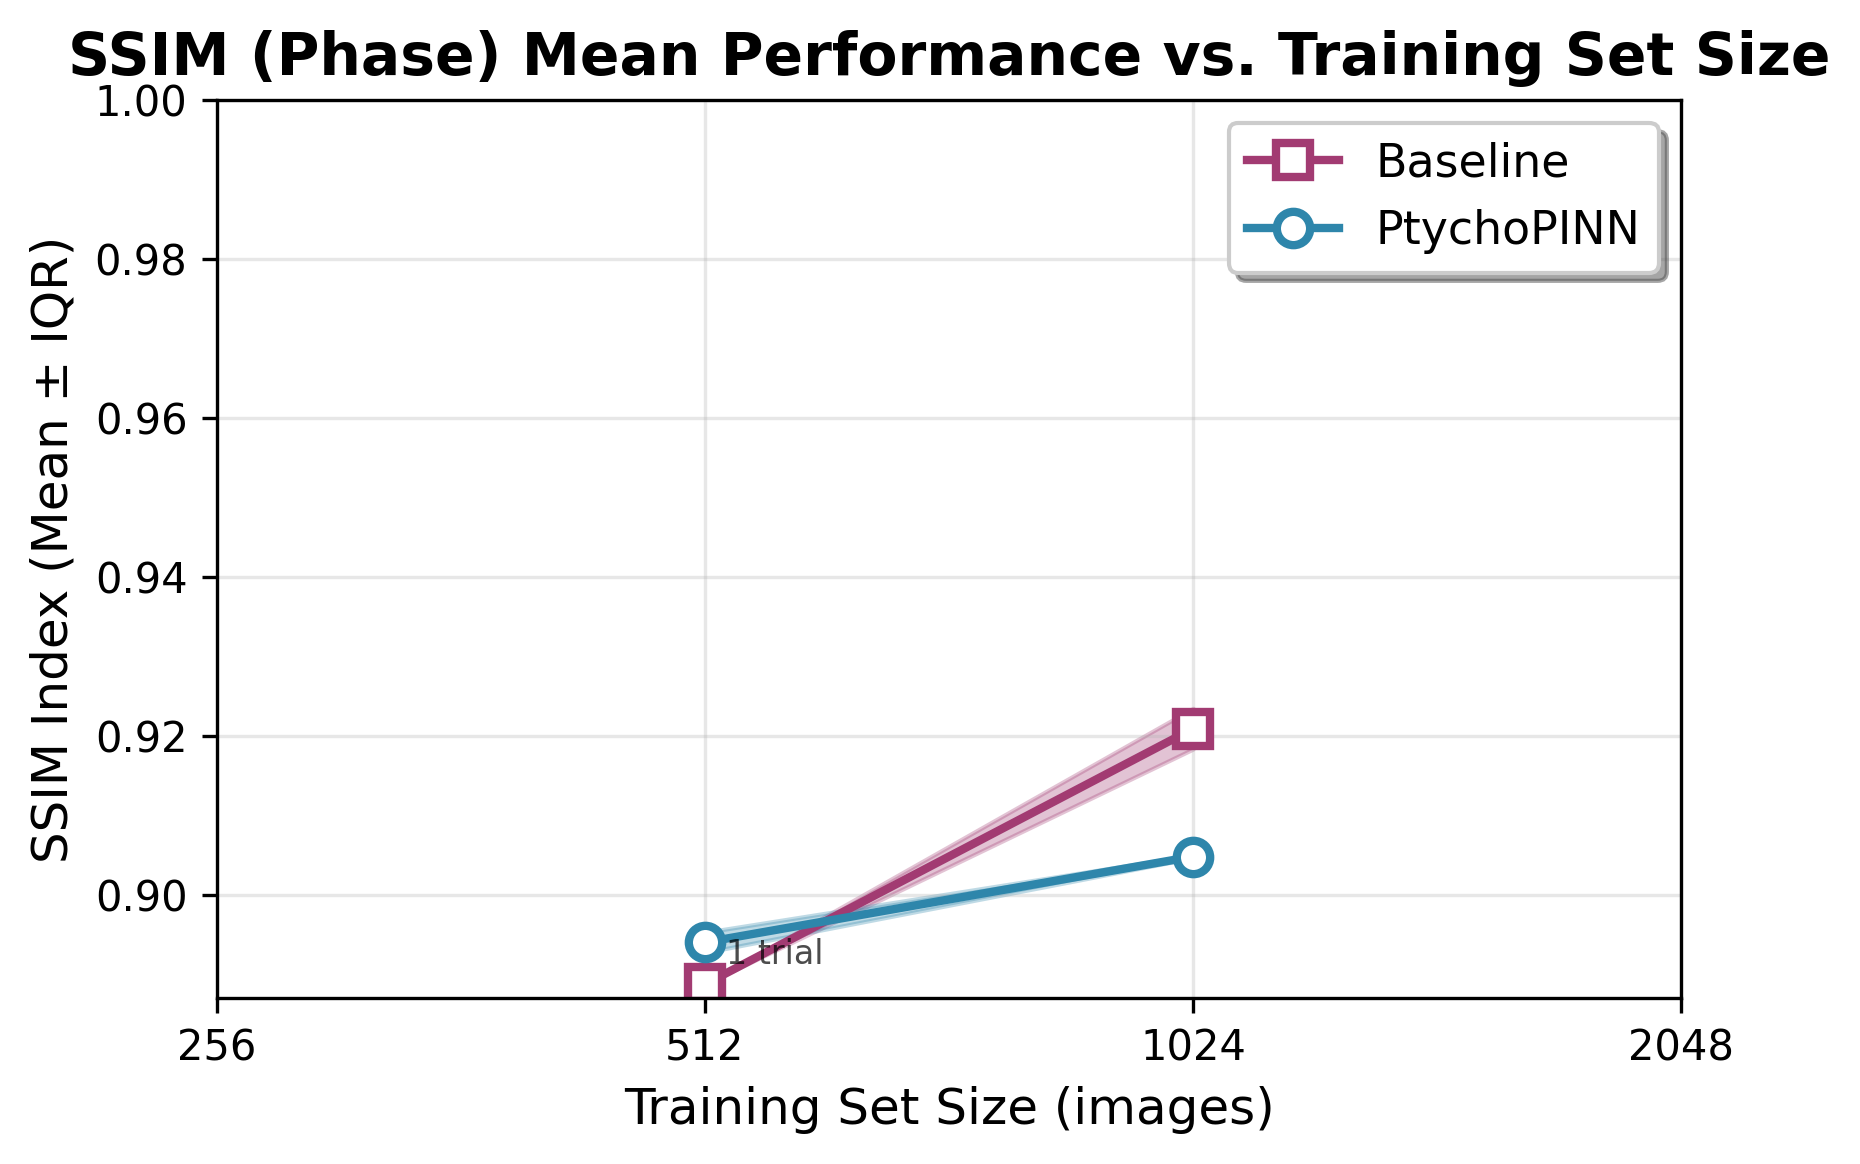 SSIM (Phase) Mean Performance vs. Training Set Size
SSIM Index (Mean ± IQR)
1.00
0.98
0.96
0.94
0.92
0.90
Baseline
PtychoPINN
1 trial
256
512
1024
2048
Training Set Size (images)